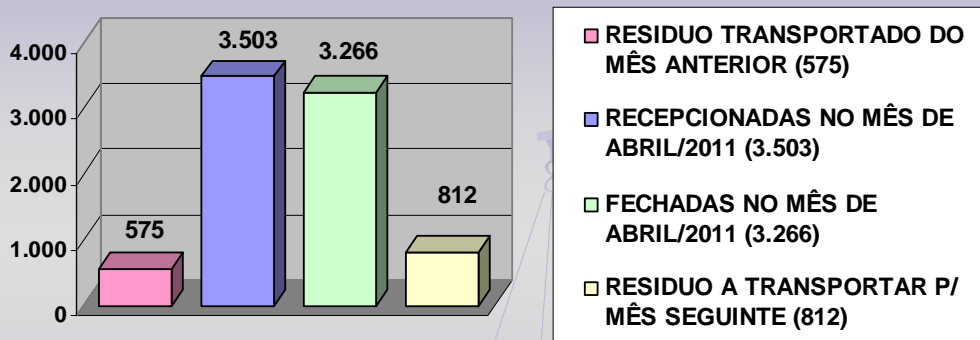 4.000
3.000
2.000
1.000
0
575
3.503
3.266
812
RESIDUO TRANSPORTADO DO
MÊS ANTERIOR (575)
RECEPCIONADAS NO MÊS DE
ABRIL/2011 (3.503)
FECHADAS NO MÊS DE
ABRIL/2011 (3.266)
RESIDUO A TRANSPORTAR P/
MÊS SEGUINTE (812)